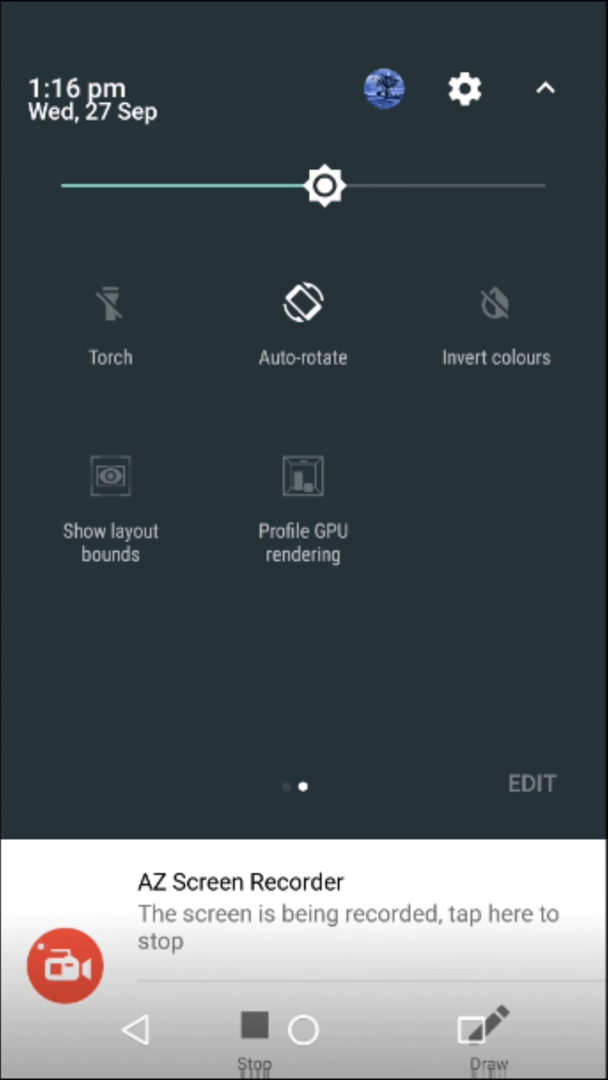 1:16 pm
Wed, 27 Sep
Torch
Auto-rotate
Invert colours
Show layout
bounds
Profile GPU
rendering
EDIT
AZ Screen Recorder
The screen is being recorded, tap here to
stop
Stop
Draw